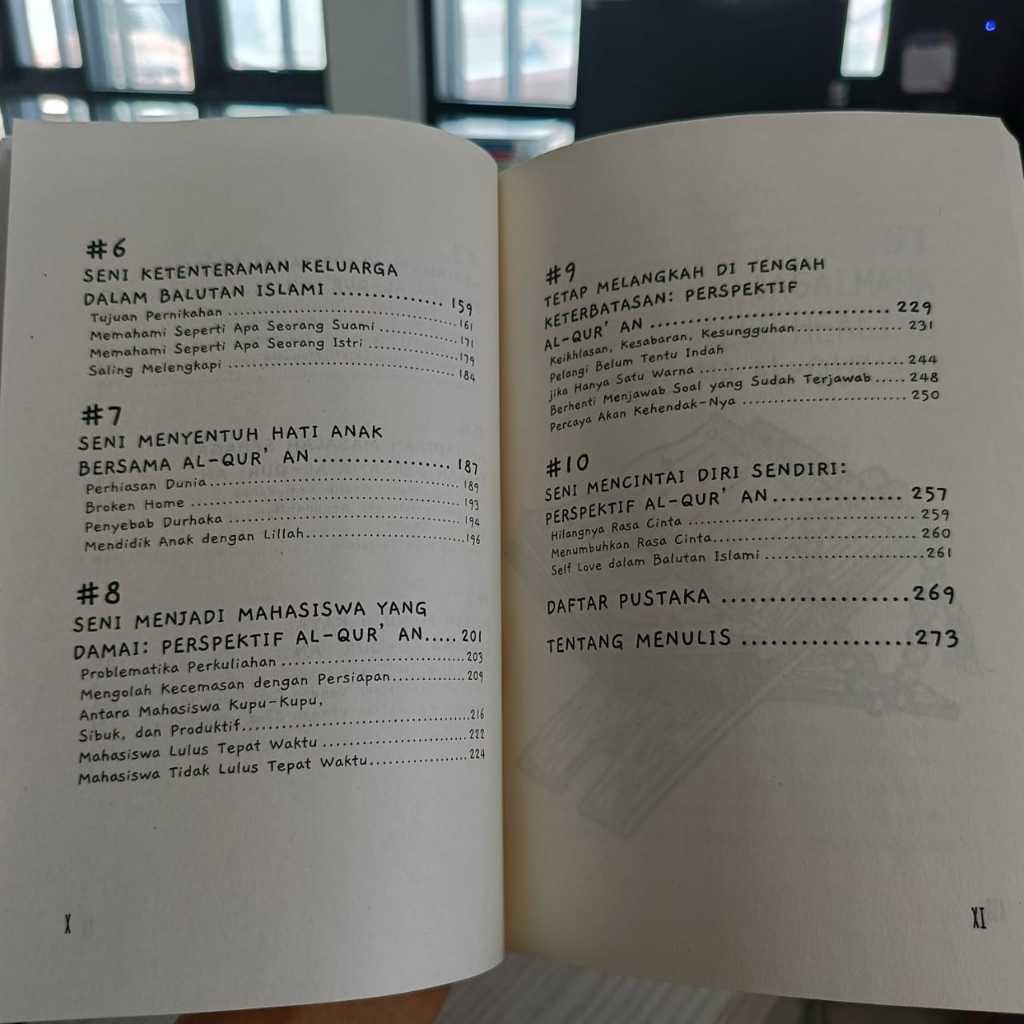 #6
SENI KETENTERAMAN KELUARGA
DALAM BALUTAN ISLAMI ............... 159
Tujuan Pernikahan ............................ 161
Memahami Seperti Apa Seorang Suami ............ 171
Memahami Seperti Apa Seorang Istri .............. 179
Saling Melengkapi ............................ 184
#7
SENI MENYENTUH HATI ANAK
BERSAMA AL-QUR' AN.................. 187
Perhiasan Dunia............................... 189
Broken Home .................................. 193
Penyebab Durhaka ............................. 194
Mendidik Anak dengan Lillah.................... 196
#8
SENI MENJADI MAHASISWA YANG
DAMAI: PERSPEKTIF AL-QUR' AN..... 201
Problematika Perkuliahan ...................... 203
Mengolah Kecemasan dengan Persiapan.............. 209
Antara Mahasiswa Kupu-Kupu,
Sibuk, dan Produktif............................ 216
Mahasiswa Lulus Tepat Waktu .................... 222
Mahasiswa Tidak Lulus Tepat Waktu................ 224
X
#9
TETAP MELANGKAH DI TENGAH
KETERBATASAN: PERSPEKTIF
AL-QUR' AN .............................. 229
Keikhlasan, Kesabaran, Kesungguhan................ 231
Pelangi Belum Tentu Indah
jika Hanya Satu Warna .......................... 244
Berhenti Menjawab Soal yang Sudah Terjawab ..... 248
Percaya Akan Kehendak-Nya ...................... 250
#10
SENI MENCINTAI DIRI SENDIRI:
PERSPEKTIF AL-QUR' AN............... 257
Hilangnya Rasa Cinta ............................ 259
Menumbuhkan Rasa Cinta......................... 260
Self Love dalam Balutan Islami ................... 261
DAFTAR PUSTAKA ...................269
TENTANG MENULIS .................273
XI